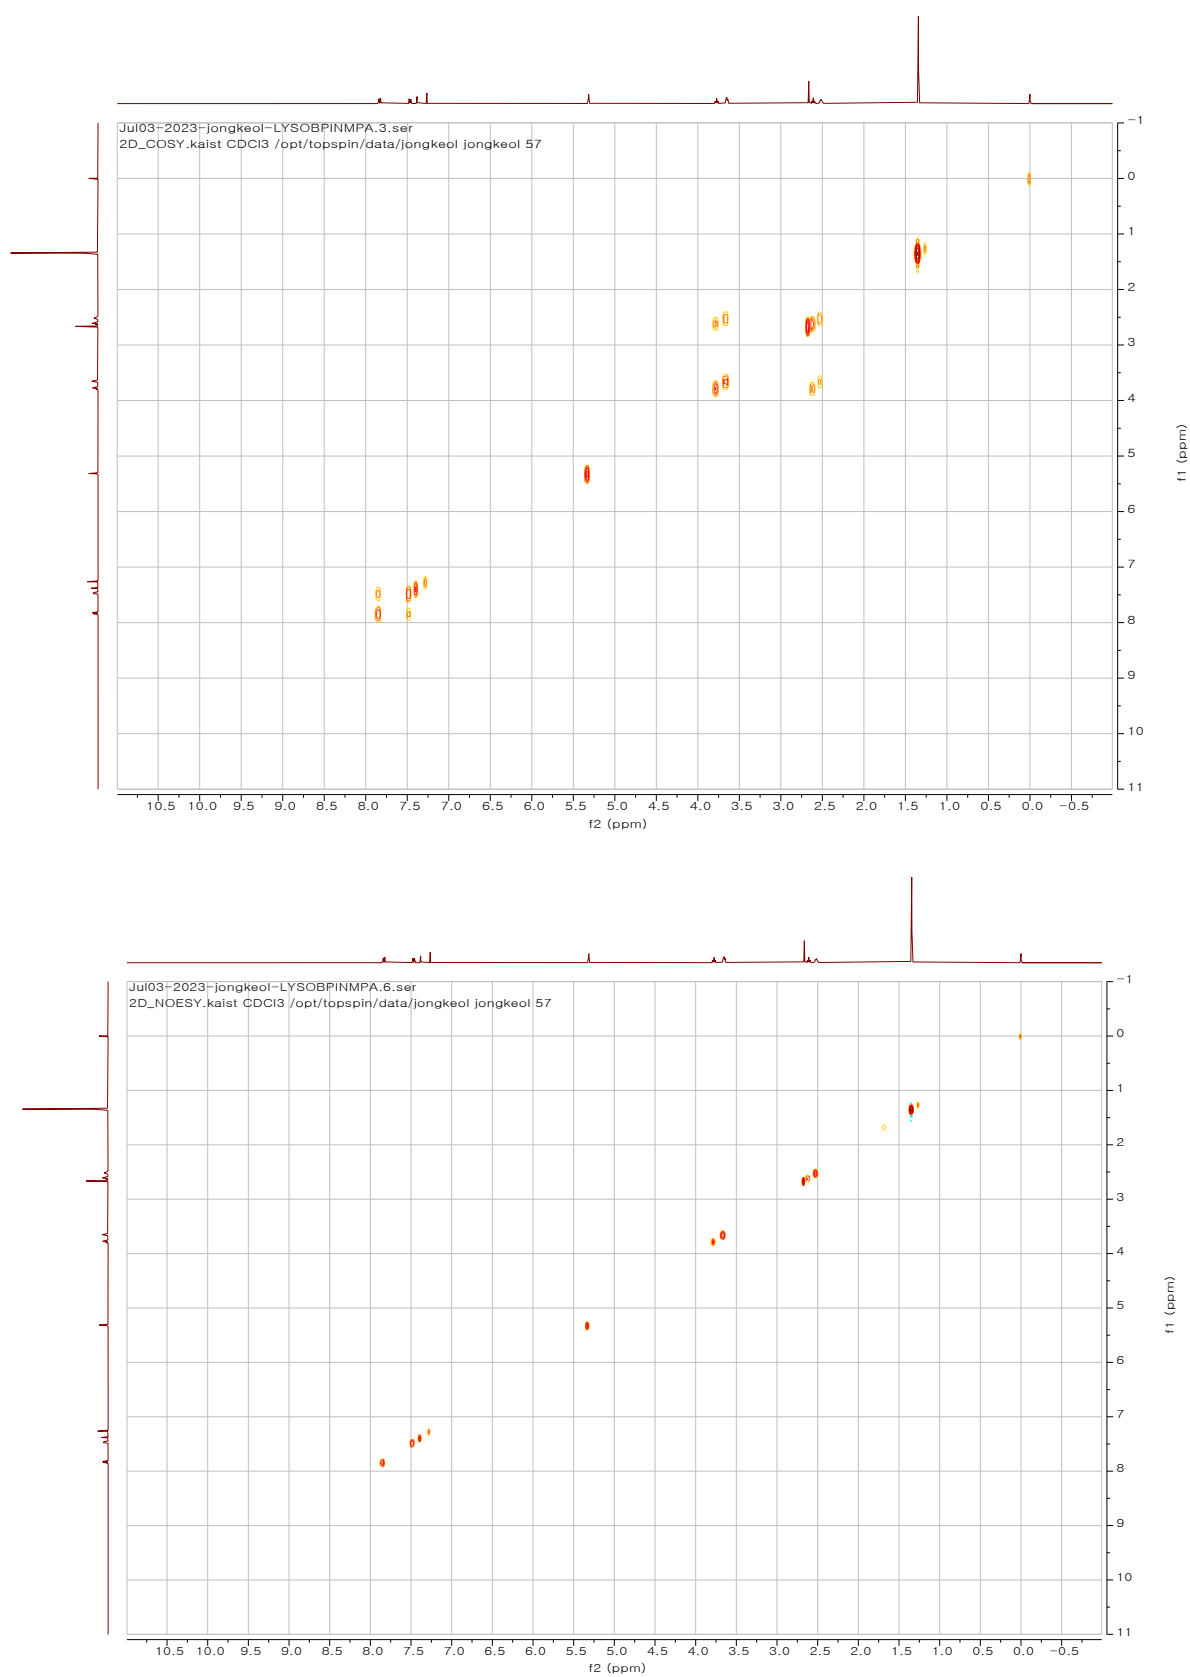 Jul03-2023-jongkeol-LYSOBPINMPA.3.ser
2D_COSY.kaist CDCl3 /opt/topspin/data/jongkeol jongkeol 57
-1
0
1
2
3
4
5
6
7
8
9
10
11
f1 (ppm)
10.5 10.0 9.5 9.0 8.5 8.0 7.5 7.0 6.5 6.0 5.5 5.0 4.5 4.0 3.5 3.0 2.5 2.0 1.5 1.0 0.5 0.0 -0.5
f2 (ppm)
Jul03-2023-jongkeol-LYSOBPINMPA.6.ser
2D_NOESY.kaist CDCl3 /opt/topspin/data/jongkeol jongkeol 57
-1
0
1
2
3
4
5
6
7
8
9
10
11
f1 (ppm)
10.5 10.0 9.5 9.0 8.5 8.0 7.5 7.0 6.5 6.0 5.5 5.0 4.5 4.0 3.5 3.0 2.5 2.0 1.5 1.0 0.5 0.0 -0.5
f2 (ppm)